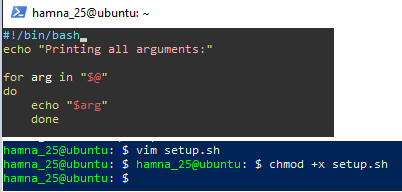 hamna_25@ubuntu: ~
#!/bin/bash
echo "Printing all arguments:"
for arg in "$@"
do
    echo "$arg"
    done
hamna_25@ubuntu: $ vim setup.sh
hamna_25@ubuntu: $ hamna_25@ubuntu: $ chmod +x setup.sh
hamna_25@ubuntu: $